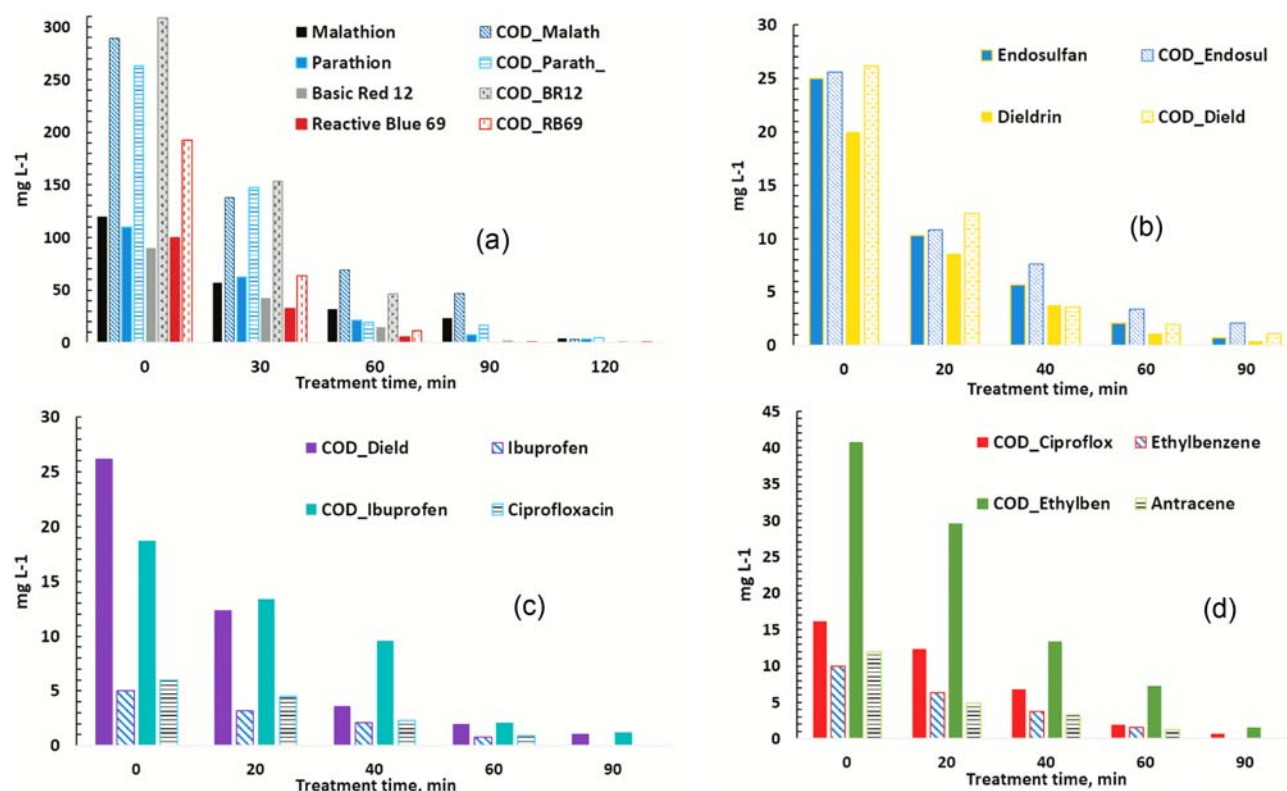 300
250
200
150
100
50
0
mg L-1
Malathion COD_Malath
Parathion COD_Parath_
Basic Red 12 COD_BR12
Reactive Blue 69 COD_RB69
(a)
0 30 60 90 120
Treatment time, min
30
25
20
15
10
5
0
mg L-1
Endosulfan COD_Endosul
Dieldrin COD_Dield
(b)
0 20 40 60 90
Treatment time, min
30
25
20
15
10
5
0
mg L-1
COD_Dield Ibuprofen
COD_Ibuprofen Ciprofloxacin
(c)
0 20 40 60 90
Treatment time, min
45
40
35
30
25
20
15
10
5
0
mg L-1
COD_Ciproflox Ethylbenzene
COD_Ethylben Antracene
(d)
0 20 40 60 90
Treatment time, min